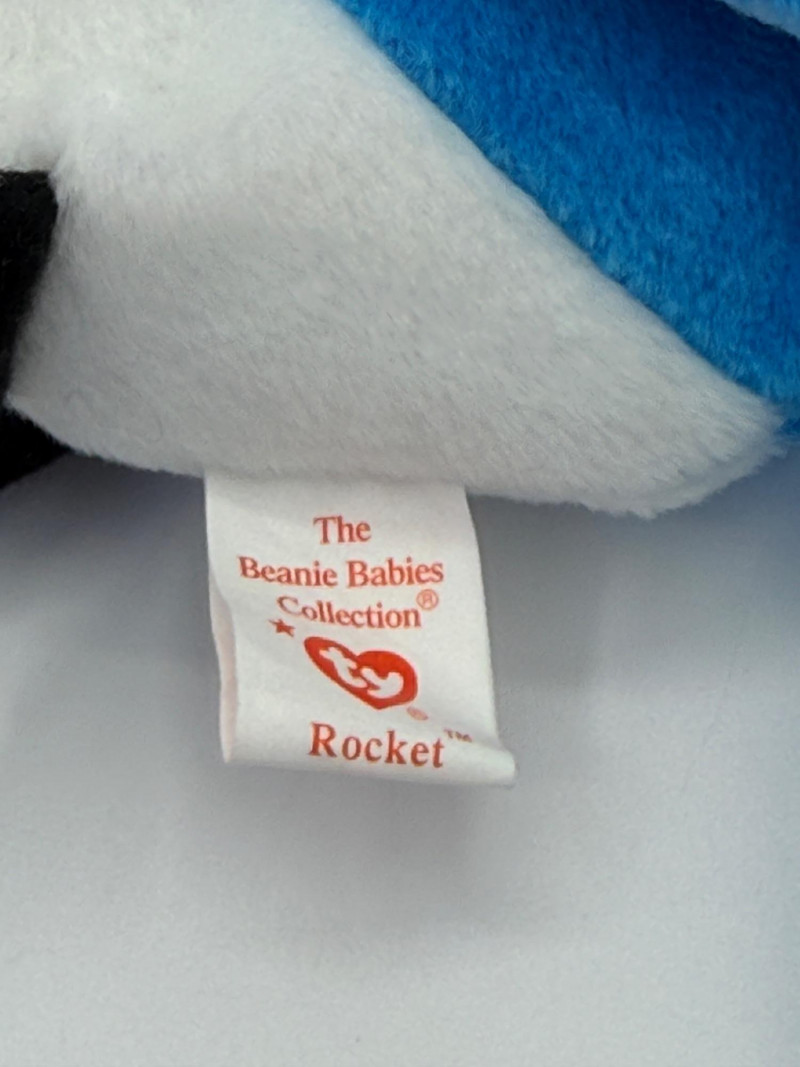 The
Beanie Babies
Collection®
ty®
Rocket™